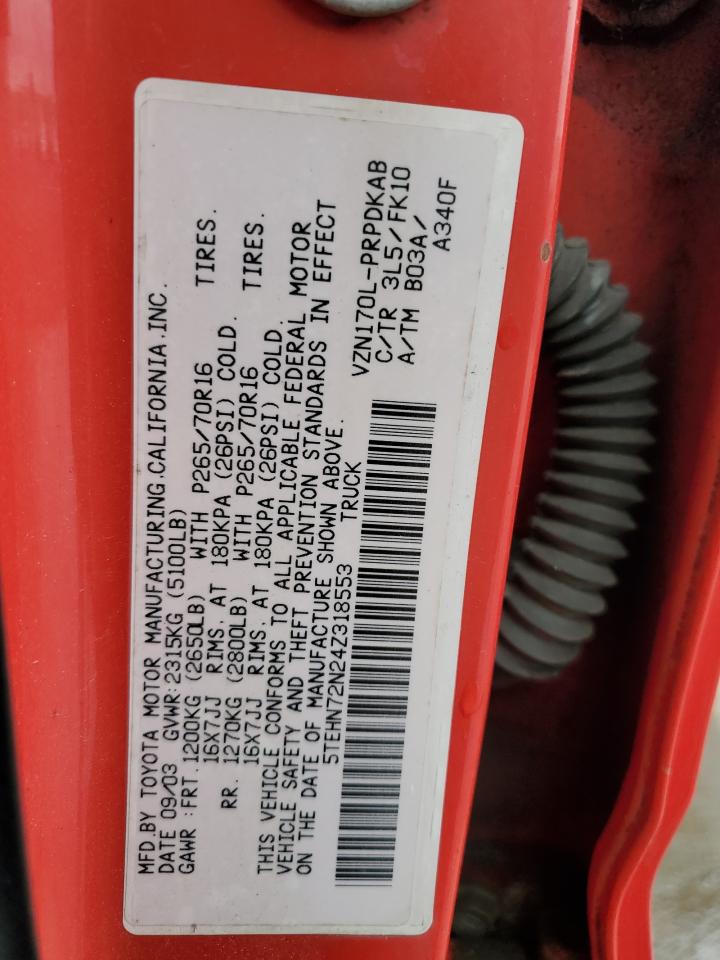 MFD.BY TOYOTA MOTOR MANUFACTURING.CALIFORNIA.INC.
DATE 09/03 GVWR:2315KG (5100LB)
GAWR :FRT.1200KG (2650LB) WITH P265/70R16 TIRES.
16X7JJ RIMS, AT 180KPA (26PSI) COLD.
RR. 1270KG (2800LB) WITH P265/70R16 TIRES.
16X7JJ RIMS, AT 180KPA (26PSI) COLD.
THIS VEHICLE CONFORMS TO ALL APPLICABLE FEDERAL MOTOR
VEHICLE SAFETY AND THEFT PREVENTION STANDARDS IN EFFECT
ON THE DATE OF MANUFACTURE SHOWN ABOVE.
5TEHN72N24Z318553 TRUCK
VZN170L-PRPDKAB
C/TR 3L5/FK10
A/TM B03A/
A340F